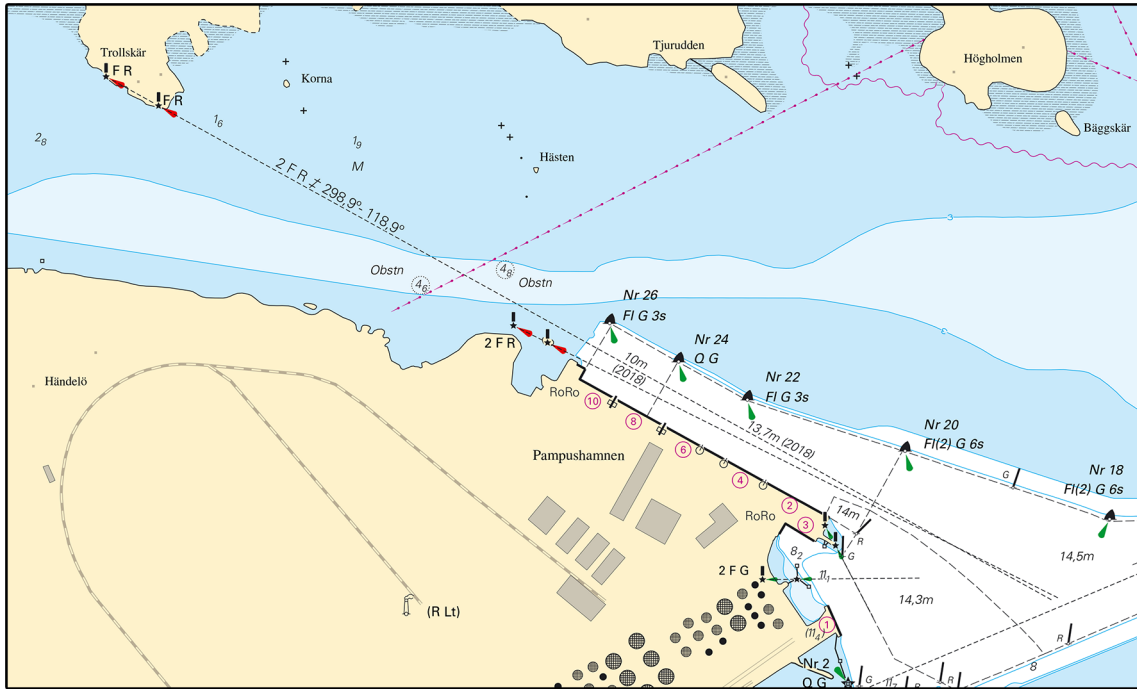 Trollskär
F R
F R
Korna
Tjurudden
Högholmen
Bäggskär
2₈
1₆
1₉
M
Hästen
2 F R ≠ 298,9°- 118,9°
3
Obstn
4₆
4₈
Obstn
Nr 26
Fl G 3s
Nr 24
Q G
2 F R
10m
(2018)
Nr 22
Fl G 3s
Händelö
RoRo
10
8
13,7m (2018)
Nr 20
Fl(2) G 6s
Pampushamnen
6
4
2
G
Nr 18
Fl(2) G 6s
RoRo
3
14m
R
B
G
14,5m
8₂
2 F G
11₁
14,3m
(R Lt)
1
(11₄)
R
Nr 2
Q G
8
G
11₇
R
R